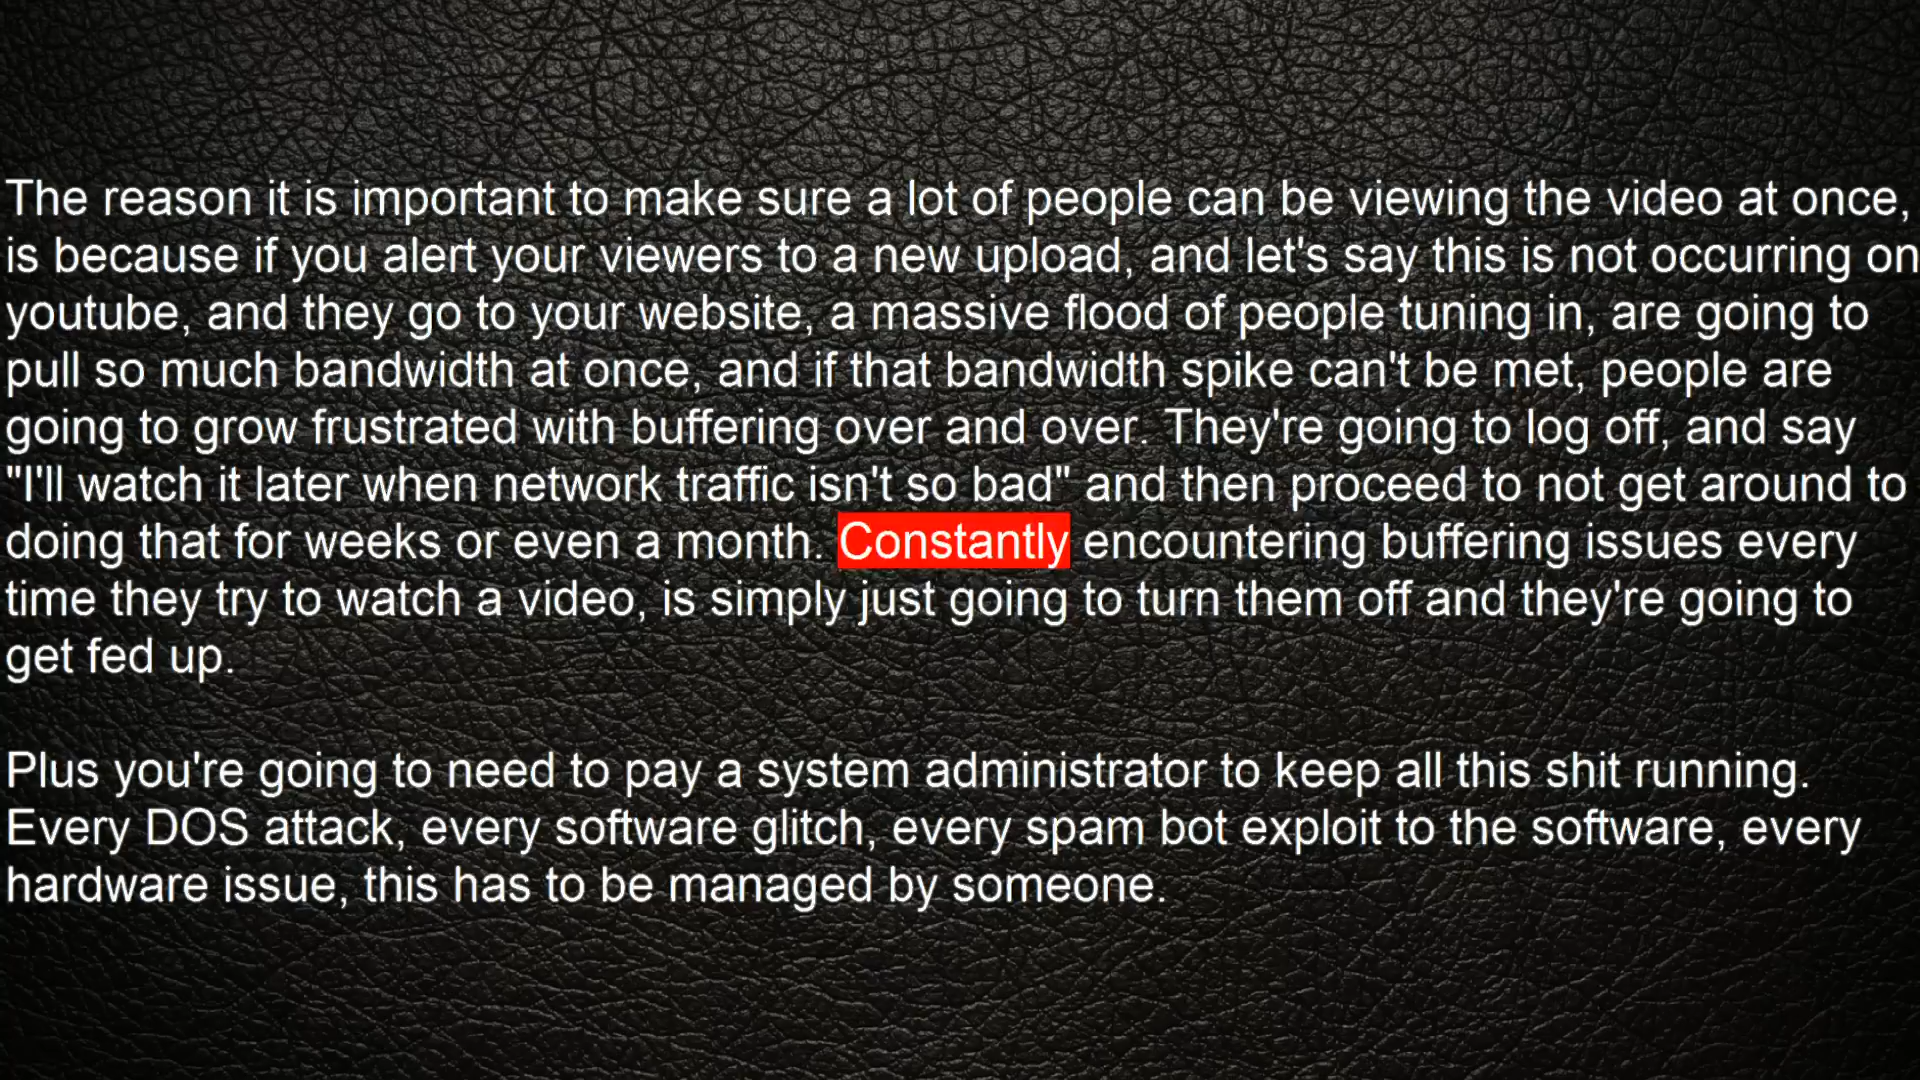 The reason it is important to make sure a lot of people can be viewing the video at once,
is because if you alert your viewers to a new upload, and let's say this is not occurring on
youtube, and they go to your website, a massive flood of people tuning in, are going to
pull so much bandwidth at once, and if that bandwidth spike can't be met, people are
going to grow frustrated with buffering over and over. They're going to log off, and say
"I'll watch it later when network traffic isn't so bad" and then proceed to not get around to
doing that for weeks or even a month. Constantly encountering buffering issues every
time they try to watch a video, is simply just going to turn them off and they're going to
get fed up.
Plus you're going to need to pay a system administrator to keep all this shit running.
Every DOS attack, every software glitch, every spam bot exploit to the software, every
hardware issue, this has to be managed by someone.